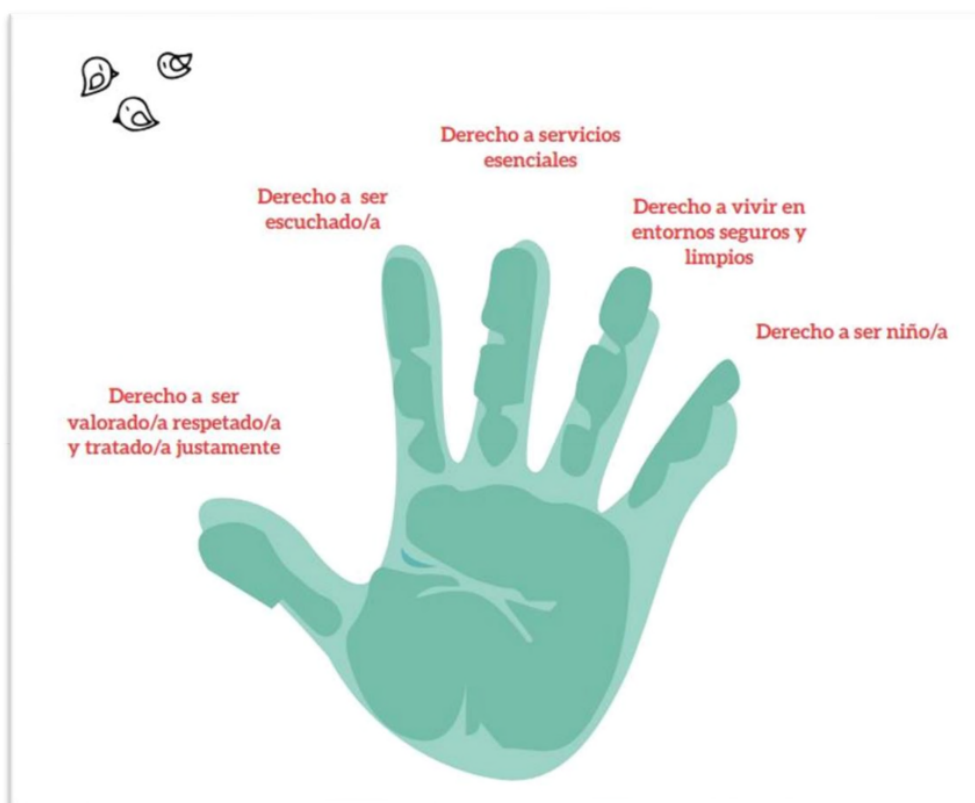 Derecho a servicios
esenciales
Derecho a ser
escuchado/a
Derecho a vivir en
entornos seguros y
limpios
Derecho a ser niño/a
Derecho a ser
valorado/a respetado/a
y tratado/a justamente